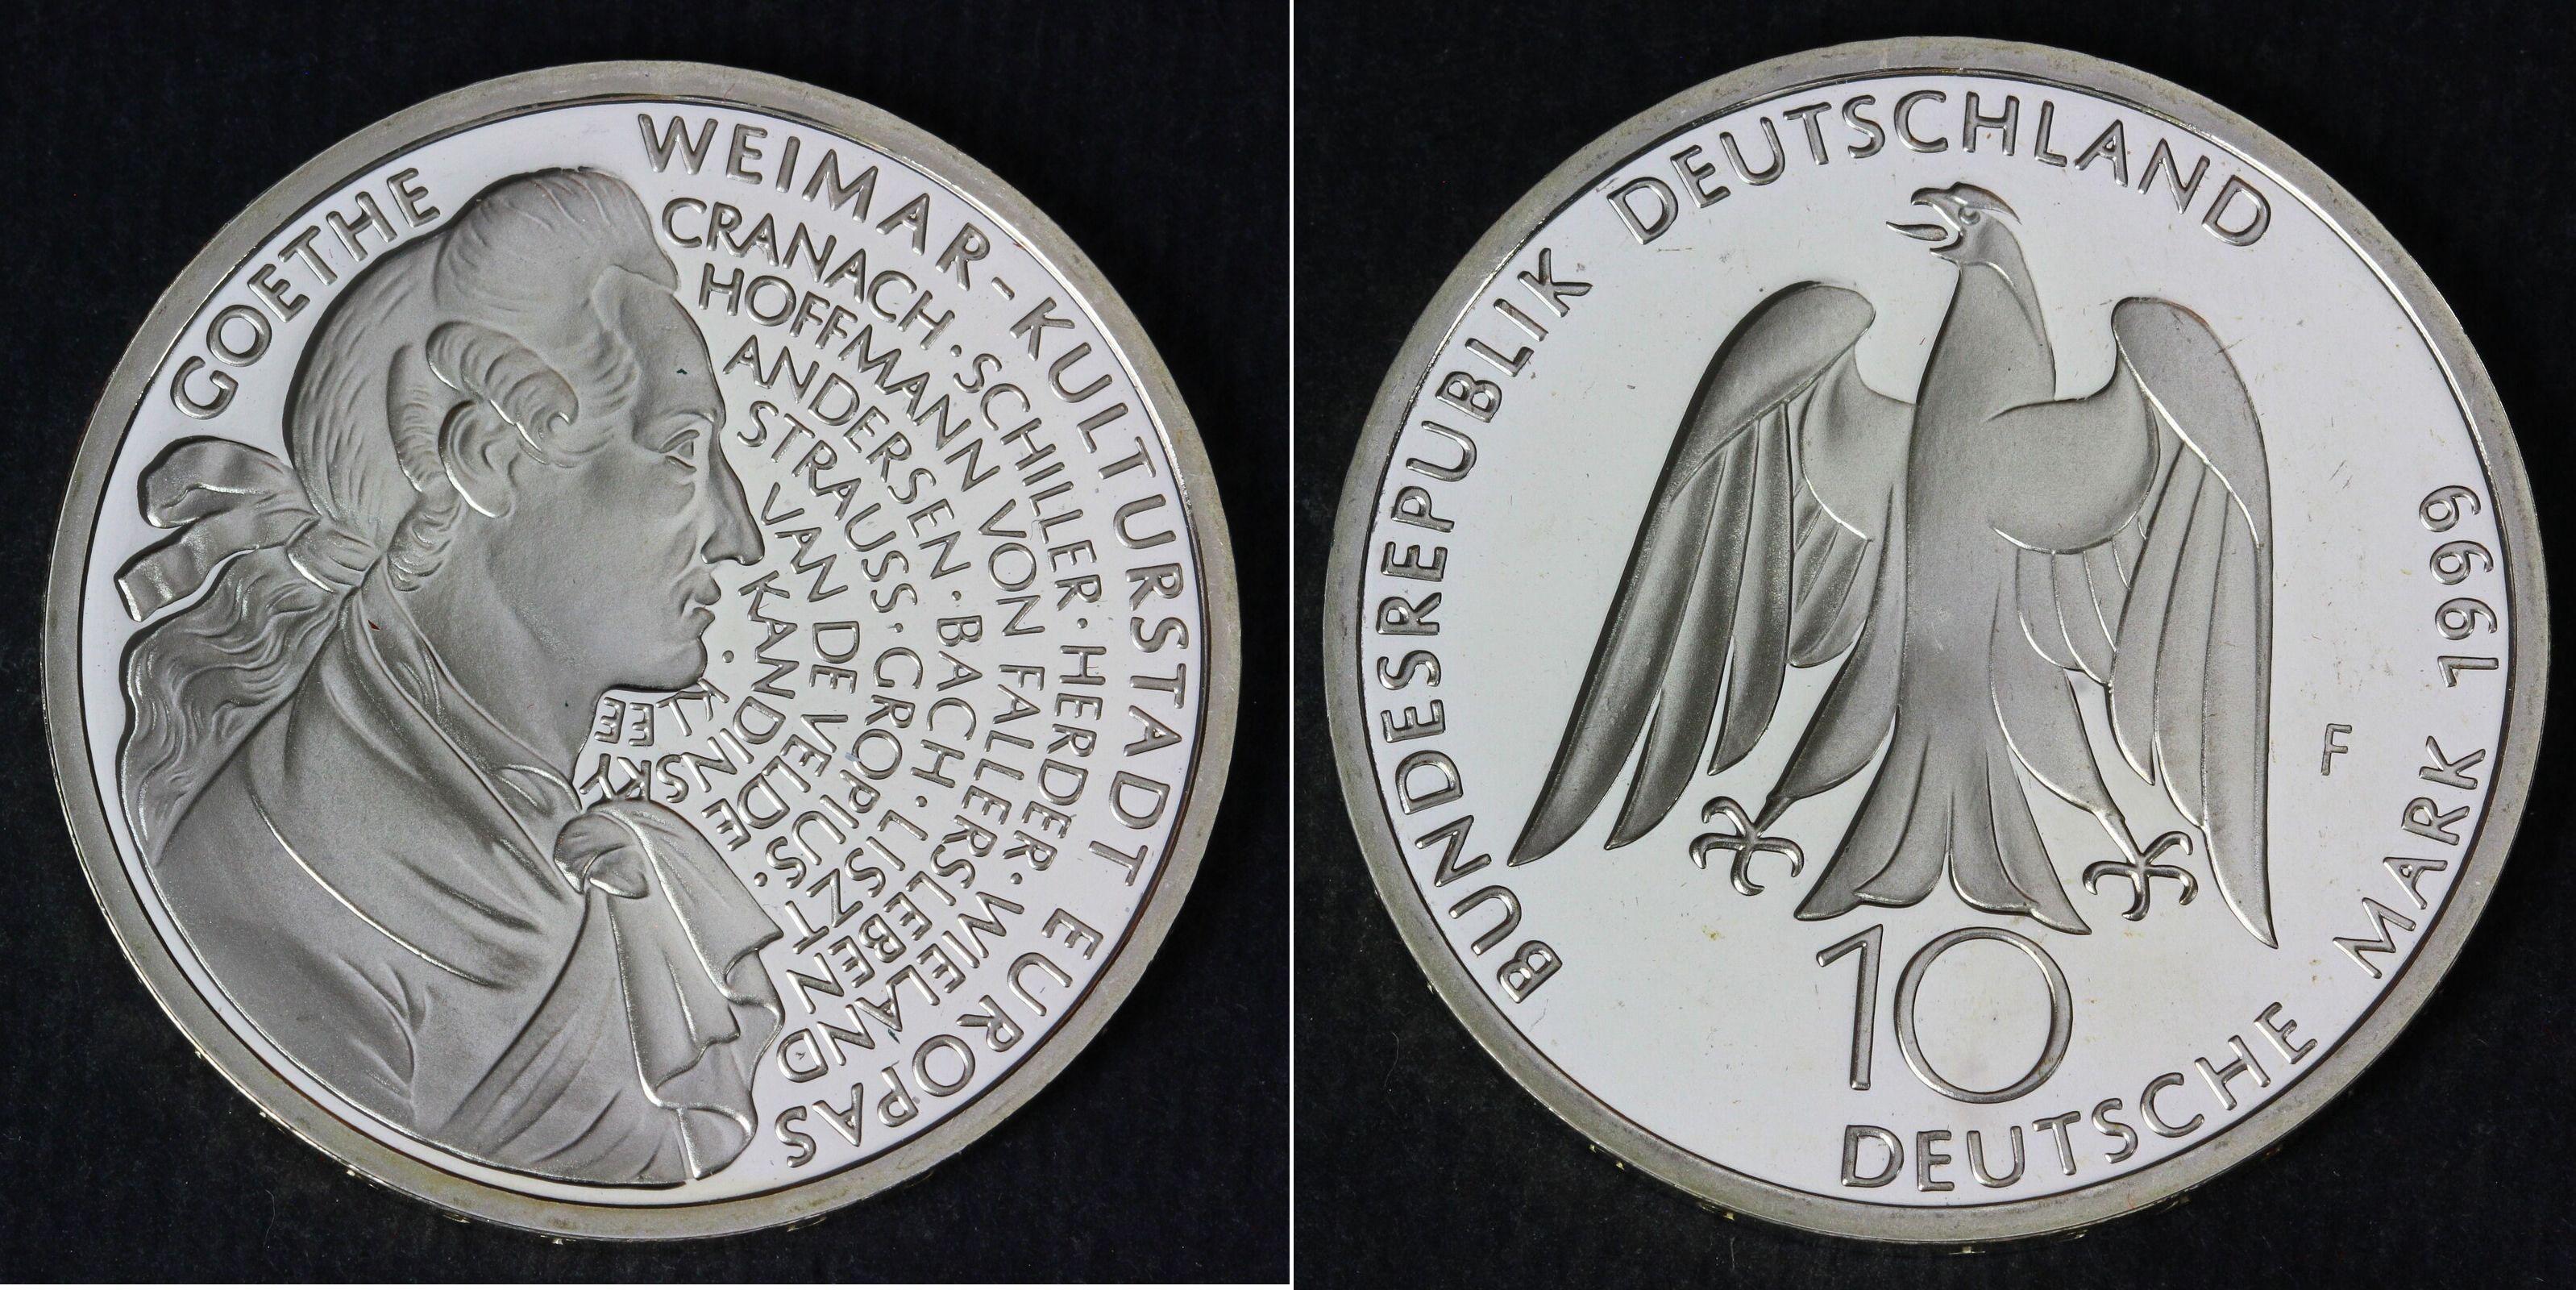 GOETHE
WEIMAR-KULTURSTADT EUROPAS
CRANACH · SCHILLER · HERDER · WIELAND
HOFFMANN VON FALLERSLEBEN
ANDERSEN · BACH · LISZT
STRAUSS · GROPIUS ·
VAN DE VELDE
KANDINSKY
· KLEE
BUNDESREPUBLIK DEUTSCHLAND
F
10
DEUTSCHE MARK 1999